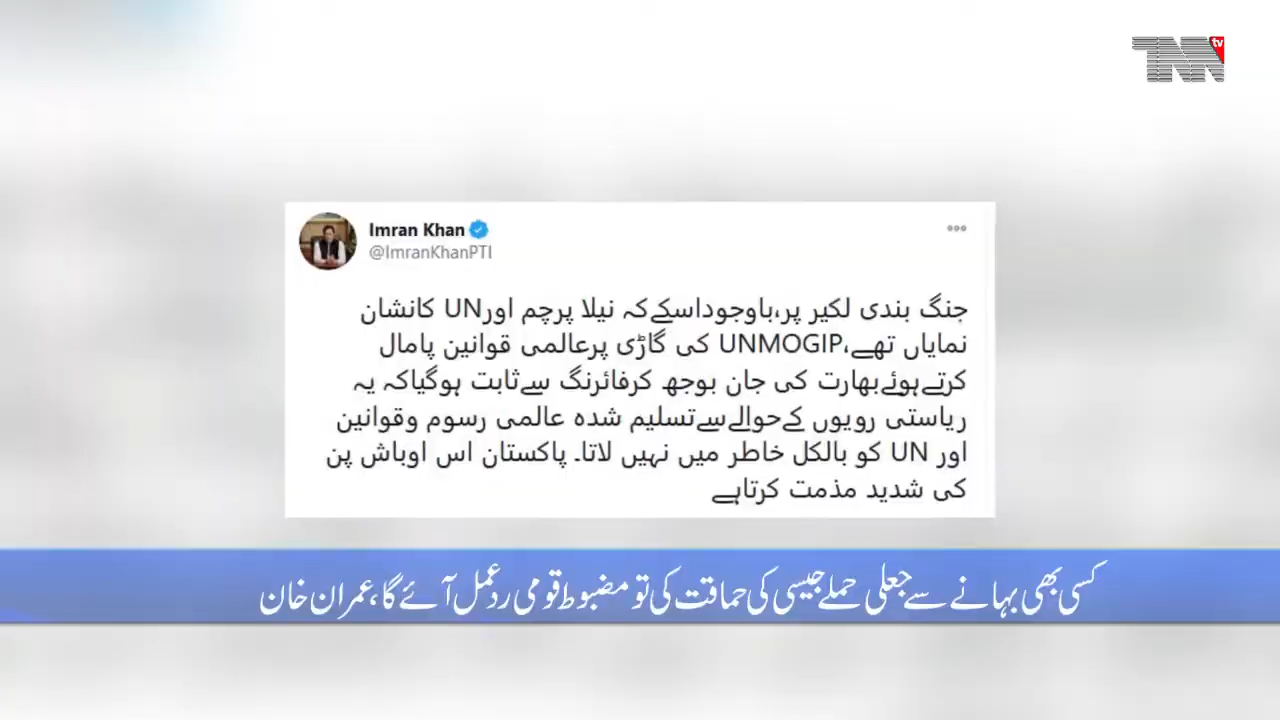 TNN tv
Imran Khan
@ImranKhanPTI
جنگ بندی لکیر پر،باوجوداسکےکہ نیلا پرچم اورUN کانشان
نمایاں تھے،UNMOGIP کی گاڑی پرعالمی قوانین پامال
کرتےہوئےبھارت کی جان بوجھ کرفائرنگ سےثابت ہوگیاکہ یہ
ریاستی رویوں کےحوالےسےتسلیم شدہ عالمی رسوم وقوانین
اور UN کو بالکل خاطر میں نہیں لاتا۔ پاکستان اس اوباش پن
کی شدید مذمت کرتاہے
کسی بھی بہانے سے جعلی حملے جیسی کی حماقت کی تو مضبوط قومی ردعمل آئے گا،عمران خان